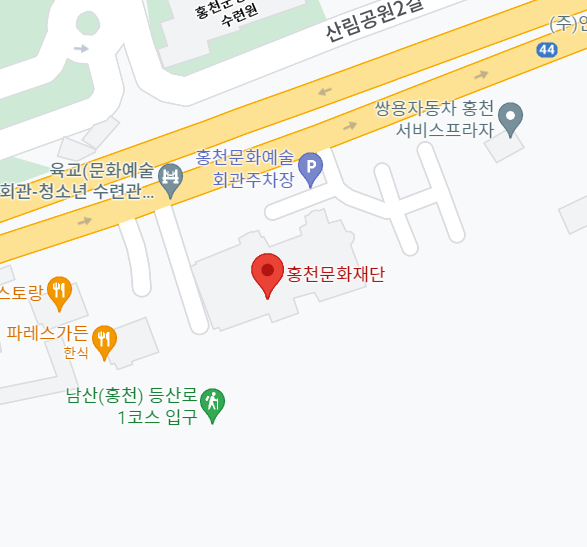 수련원
산림공원2길
(주)
44
쌍용자동차 홍천
서비스프라자
홍천문화예술
회관주차장
P
육교(문화예술
회관-청소년 수련관...
홍천문화재단
스토랑
파레스가든
한식
남산(홍천) 등산로
1코스 입구